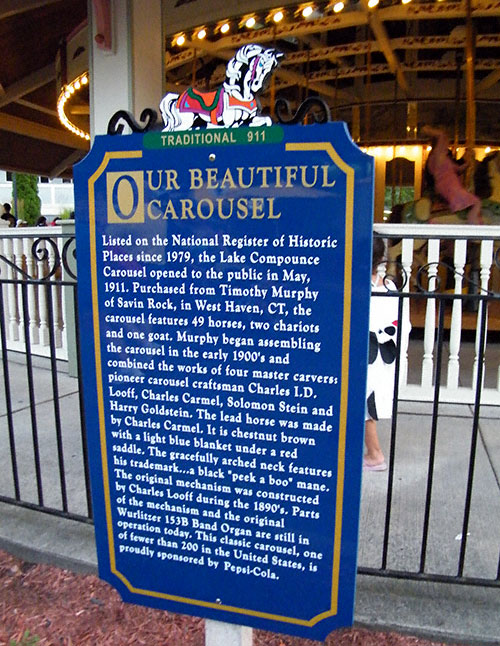 TRADITIONAL 911
OUR BEAUTIFUL
CAROUSEL
Listed on the National Register of Historic
Places since 1979, the Lake Compounce
Carousel opened to the public in May,
1911. Purchased from Timothy Murphy
of Savin Rock, in West Haven, CT, the
carousel features 49 horses, two chariots
and one goat. Murphy began assembling
the carousel in the early 1900's and
combined the works of four master carvers:
pioneer carousel craftsman Charles I.D.
Looff, Charles Carmel, Solomon Stein and
Harry Goldstein. The lead horse was made
by Charles Carmel. It is chestnut brown
with a light blue blanket under a red
saddle. The gracefully arched neck features
his trademark...a black "peek a boo" mane.
The original mechanism was constructed
by Charles Looff during the 1890's. Parts
of the mechanism and the original
Wurlitzer 153B Band Organ are still in
operation today. This classic carousel, one
of fewer than 200 in the United States, is
proudly sponsored by Pepsi-Cola.